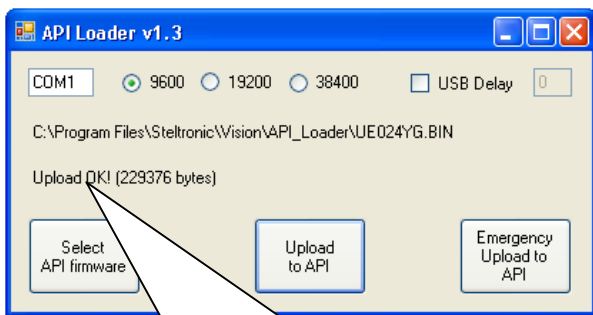 API Loader v1.3
COM1 9600 19200 38400 USB Delay 0
C:\Program Files\Steltronic\Vision\API_Loader\UE024YG.BIN
Upload OK! (229376 bytes)
Select
API firmware
Upload
to API
Emergency
Upload to
API